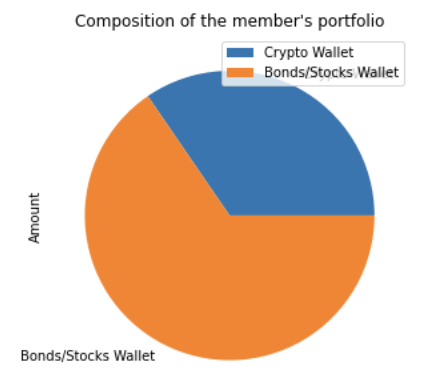 Composition of the member's portfolio
Crypto Wallet
Bonds/Stocks Wallet
Amount
Bonds/Stocks Wallet